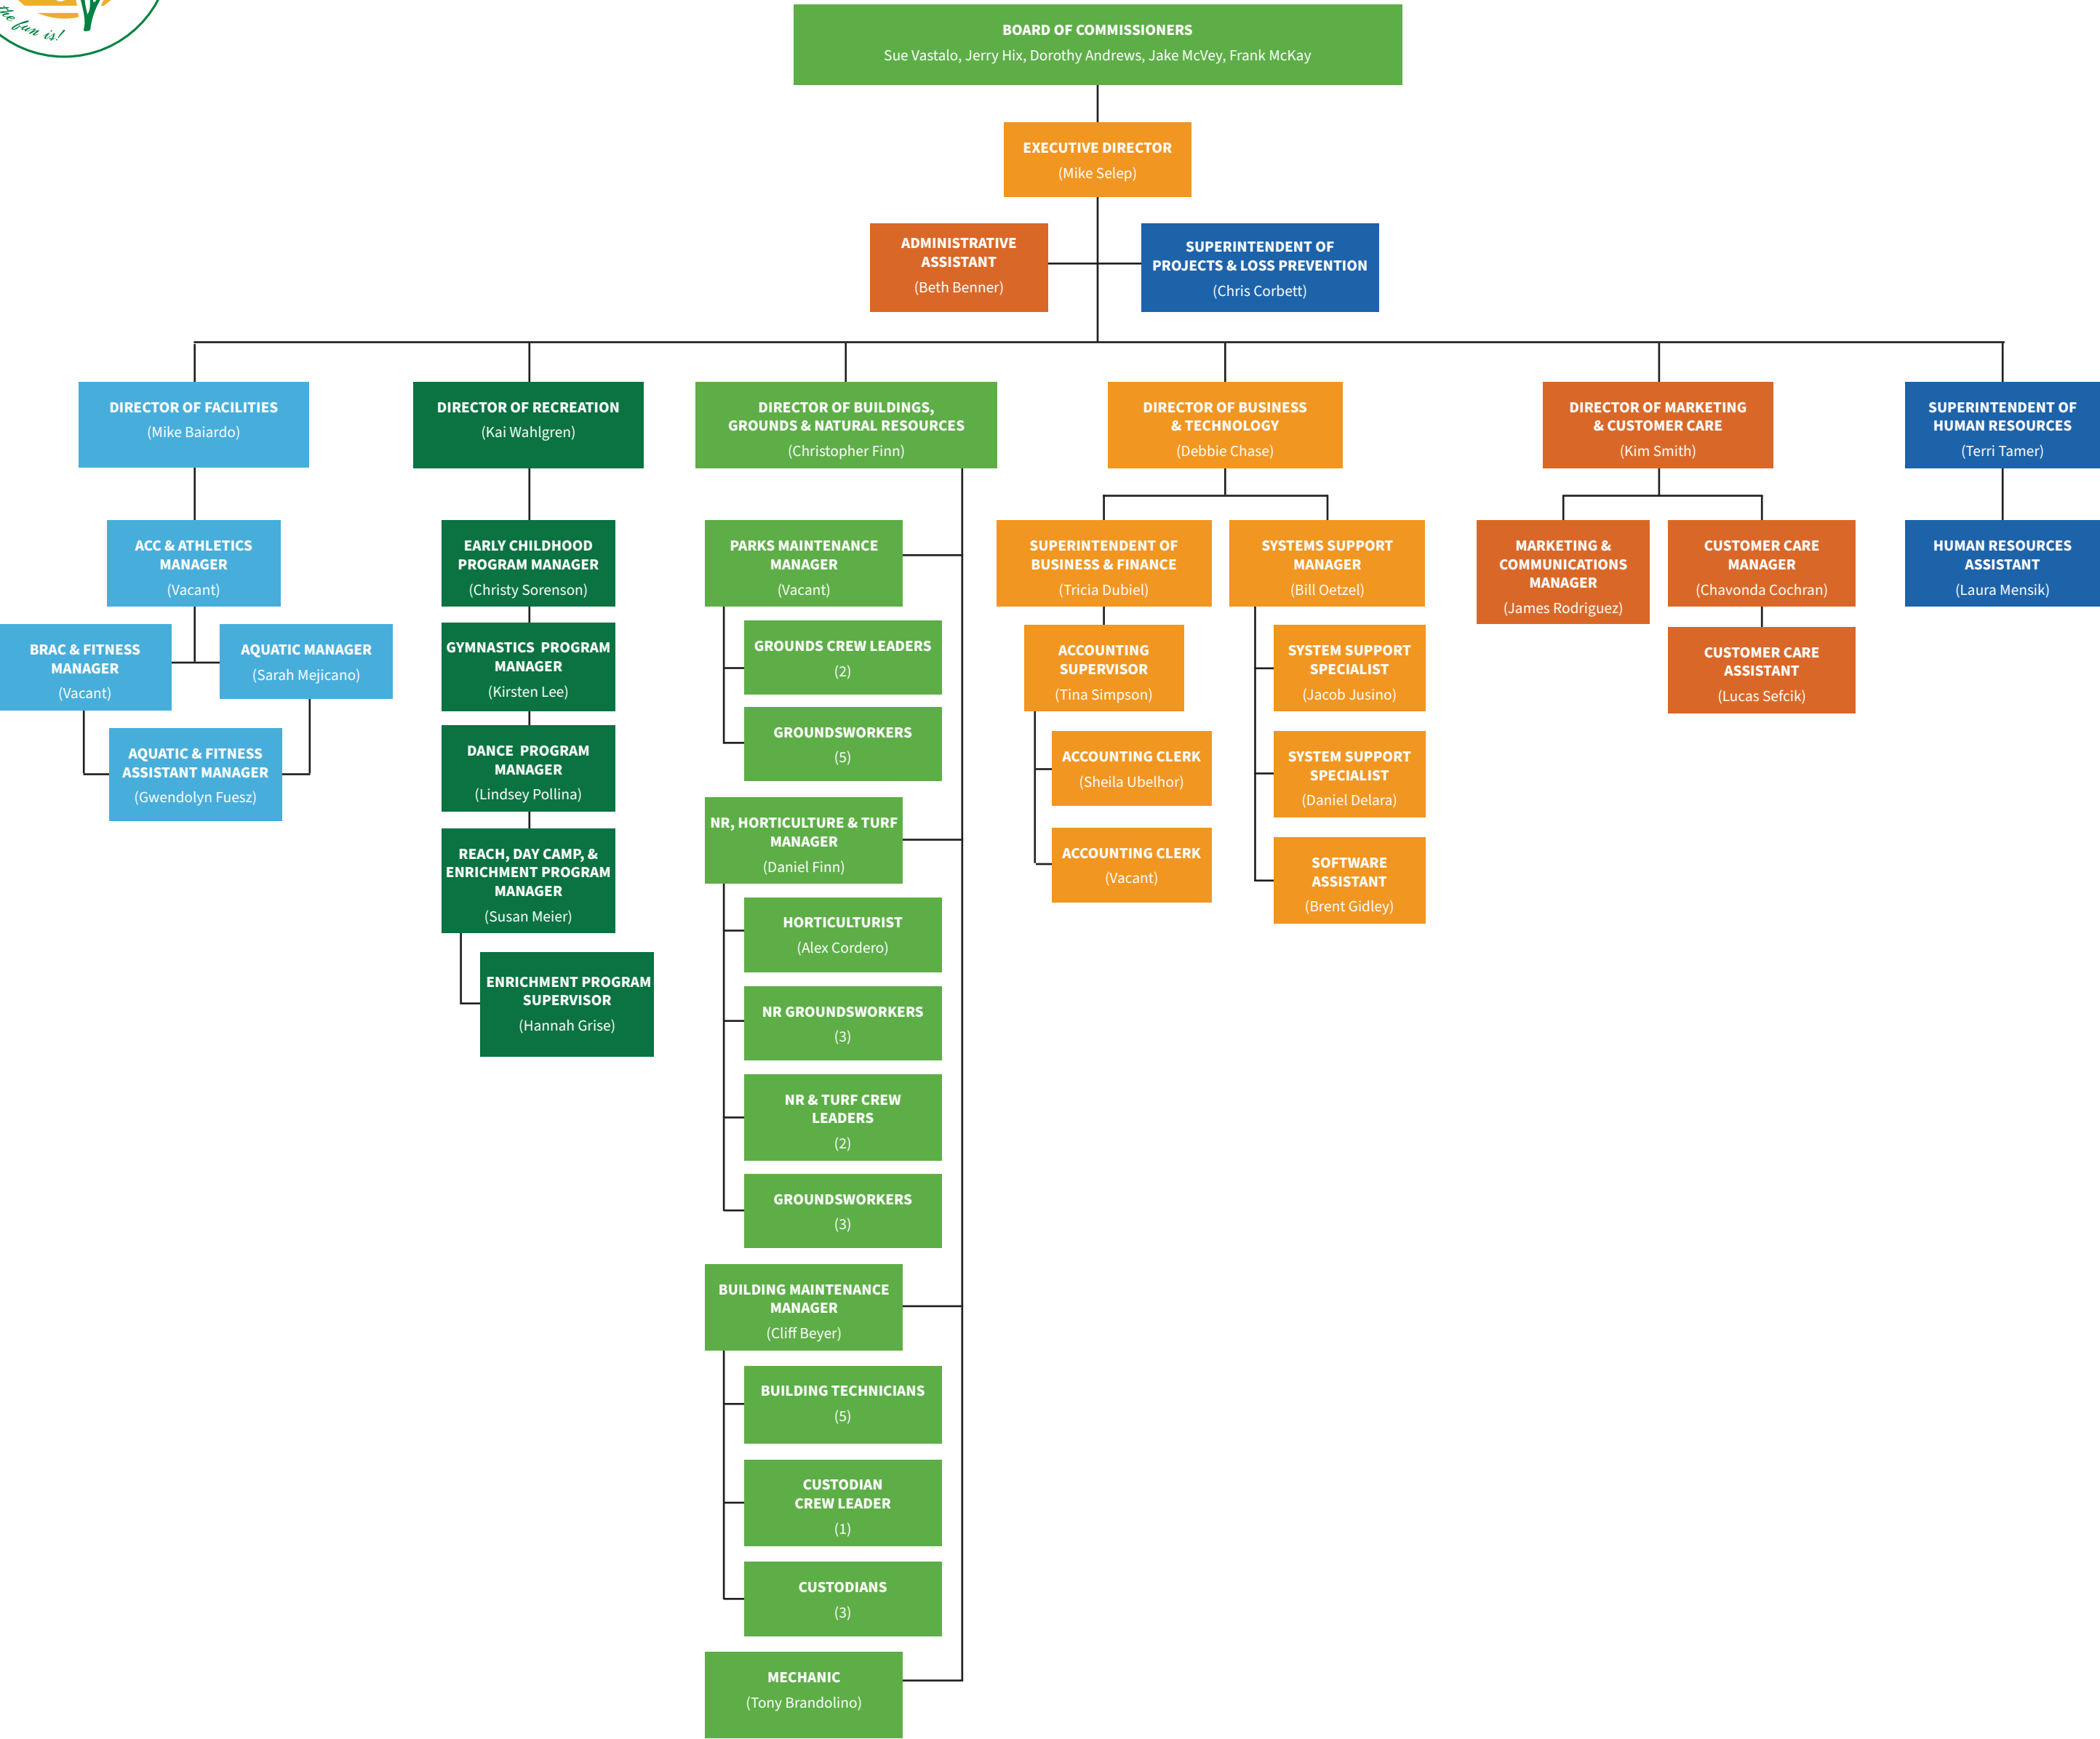 the fun is!
BOARD OF COMMISSIONERS
Sue Vastalo, Jerry Hix, Dorothy Andrews, Jake McVey, Frank McKay
EXECUTIVE DIRECTOR
(Mike Selep)
ADMINISTRATIVE
ASSISTANT
(Beth Benner)
SUPERINTENDENT OF
PROJECTS & LOSS PREVENTION
(Chris Corbett)
DIRECTOR OF FACILITIES
(Mike Baiardo)
ACC & ATHLETICS
MANAGER
(Vacant)
BRAC & FITNESS
MANAGER
(Vacant)
AQUATIC MANAGER
(Sarah Mejicano)
AQUATIC & FITNESS
ASSISTANT MANAGER
(Gwendolyn Fuesz)
DIRECTOR OF RECREATION
(Kai Wahlgren)
EARLY CHILDHOOD
PROGRAM MANAGER
(Christy Sorenson)
GYMNASTICS PROGRAM
MANAGER
(Kirsten Lee)
DANCE PROGRAM
MANAGER
(Lindsey Pollina)
REACH, DAY CAMP, &
ENRICHMENT PROGRAM
MANAGER
(Susan Meier)
ENRICHMENT PROGRAM
SUPERVISOR
(Hannah Grise)
DIRECTOR OF BUILDINGS,
GROUNDS & NATURAL RESOURCES
(Christopher Finn)
PARKS MAINTENANCE
MANAGER
(Vacant)
GROUNDS CREW LEADERS
(2)
GROUNDSWORKERS
(5)
NR, HORTICULTURE & TURF
MANAGER
(Daniel Finn)
HORTICULTURIST
(Alex Cordero)
NR GROUNDSWORKERS
(3)
NR & TURF CREW
LEADERS
(2)
GROUNDSWORKERS
(3)
BUILDING MAINTENANCE
MANAGER
(Cliff Beyer)
BUILDING TECHNICIANS
(5)
CUSTODIAN
CREW LEADER
(1)
CUSTODIANS
(3)
MECHANIC
(Tony Brandolino)
DIRECTOR OF BUSINESS
& TECHNOLOGY
(Debbie Chase)
SUPERINTENDENT OF
BUSINESS & FINANCE
(Tricia Dubiel)
ACCOUNTING
SUPERVISOR
(Tina Simpson)
ACCOUNTING CLERK
(Sheila Ubelhor)
ACCOUNTING CLERK
(Vacant)
SYSTEMS SUPPORT
MANAGER
(Bill Oetzel)
SYSTEM SUPPORT
SPECIALIST
(Jacob Jusino)
SYSTEM SUPPORT
SPECIALIST
(Daniel Delara)
SOFTWARE
ASSISTANT
(Brent Gidley)
DIRECTOR OF MARKETING
& CUSTOMER CARE
(Kim Smith)
MARKETING &
COMMUNICATIONS
MANAGER
(James Rodriguez)
CUSTOMER CARE
MANAGER
(Chavonda Cochran)
CUSTOMER CARE
ASSISTANT
(Lucas Sefcik)
SUPERINTENDENT OF
HUMAN RESOURCES
(Terri Tamer)
HUMAN RESOURCES
ASSISTANT
(Laura Mensik)